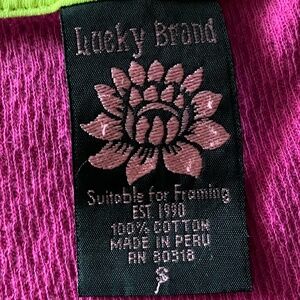 Lucky Brand
Suitable for Framing
EST. 1990
100% COTTON
MADE IN PERU
RN 80318
S